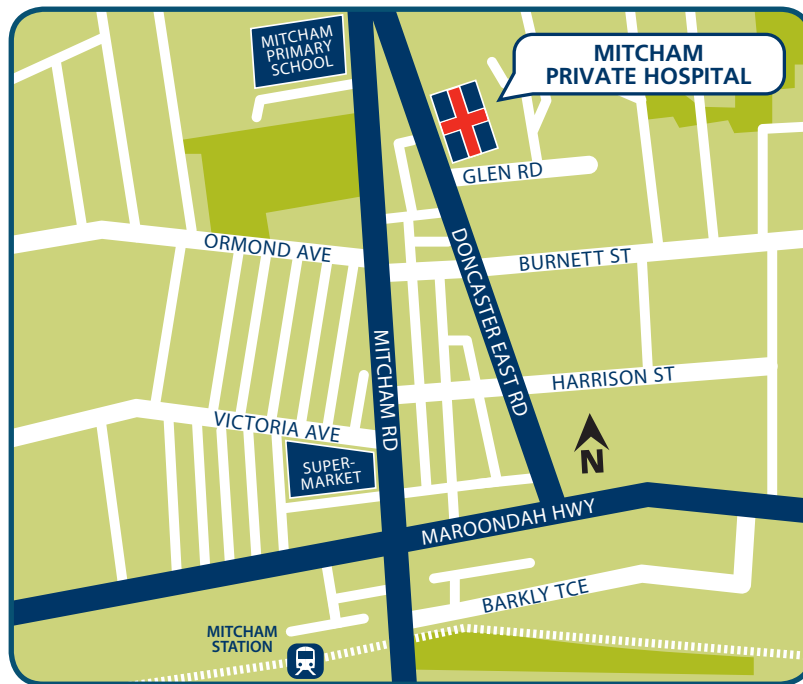 MITCHAM
PRIMARY
SCHOOL
MITCHAM
PRIVATE HOSPITAL
GLEN RD
ORMOND AVE
BURNETT ST
DONCASTER EAST RD
MITCHAM RD
HARRISON ST
VICTORIA AVE
SUPER-
MARKET
N
MAROONDAH HWY
BARKLY TCE
MITCHAM
STATION